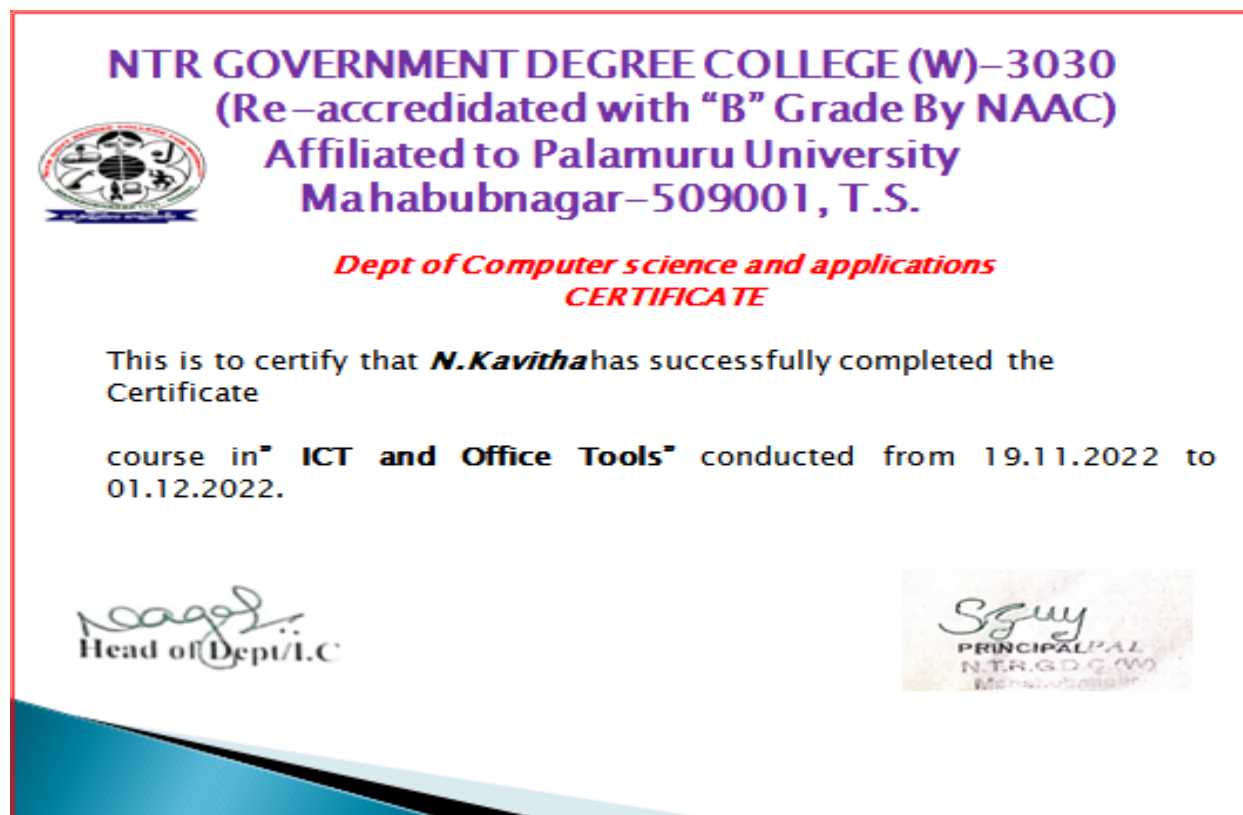 NTR GOVERNMENT DEGREE COLLEGE (W)-3030
(Re-accredidated with “B” Grade By NAAC)
Affiliated to Palamuru University
Mahabubnagar-509001, T.S.
Dept of Computer science and applications
CERTIFICATE
This is to certify that N.Kavitha has successfully completed the
Certificate
course in" ICT and Office Tools" conducted from 19.11.2022 to
01.12.2022.
Head of Dept/I.C
PRINCIPAL
N.T.R.G.D.C.(W)